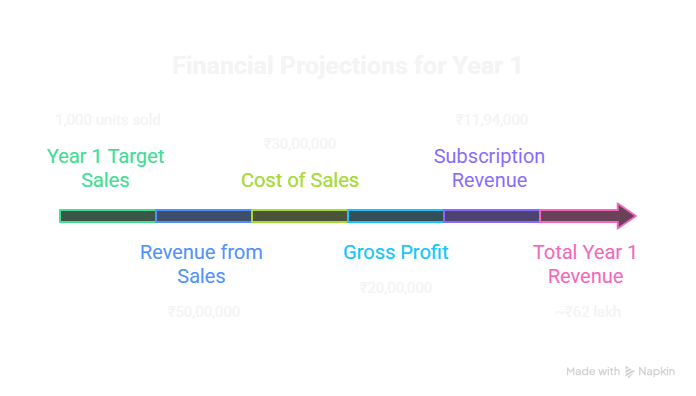 Financial Projections for Year 1
1,000 units sold
Year 1 Target
Sales
Revenue from
Sales
₹50,00,000
₹30,00,000
Cost of Sales
Gross Profit
₹20,00,000
₹11,94,000
Subscription
Revenue
Total Year 1
Revenue
~₹62 lakh
Made with Napkin